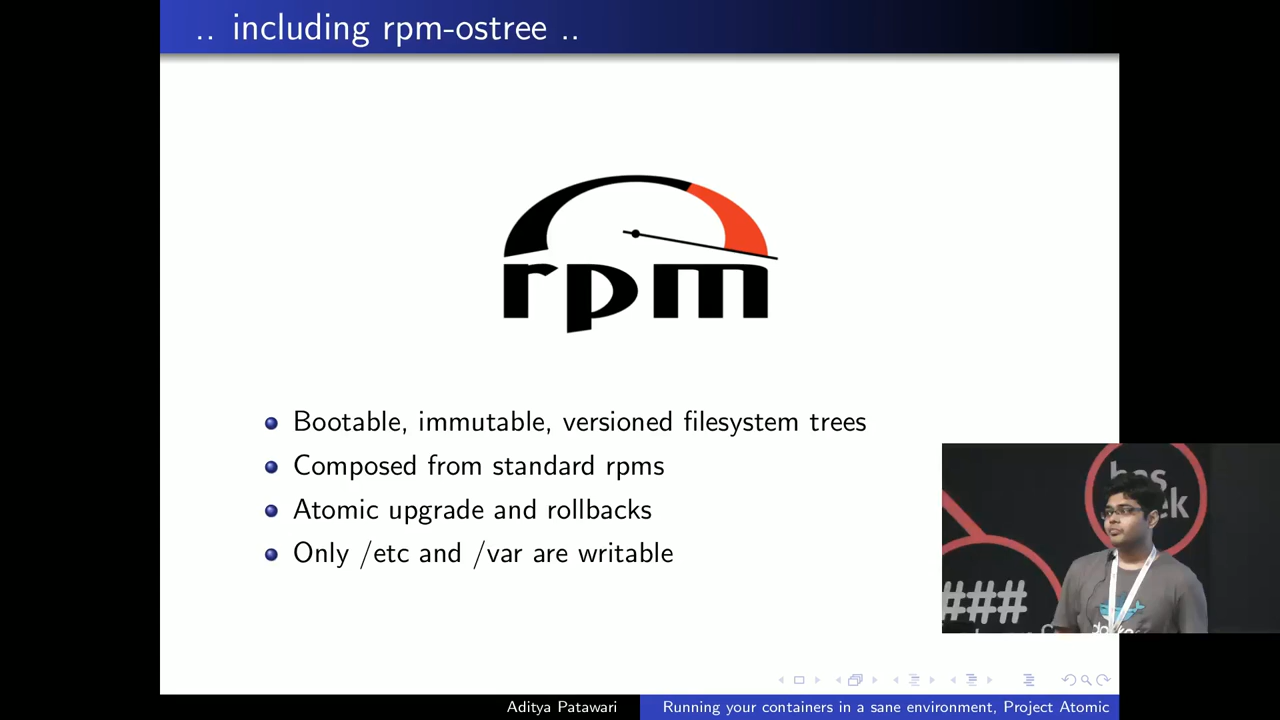 .. including rpm-ostree ..
rpm
Bootable, immutable, versioned filesystem trees
Composed from standard rpms
Atomic upgrade and rollbacks
Only /etc and /var are writable
has
###
Aditya Patawari
Running your containers in a sane environment, Project Atomic